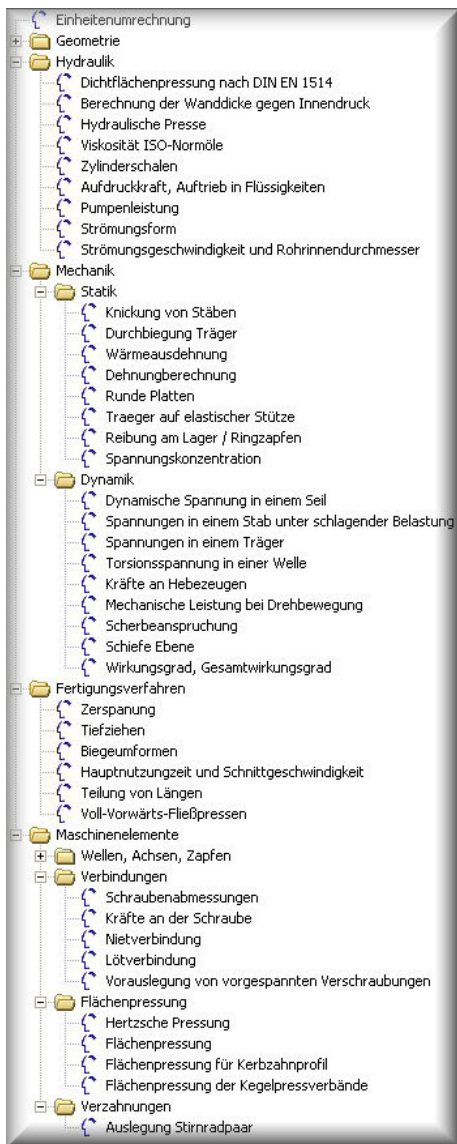 Einheitenumrechnung
Geometrie
Hydraulik
Dichtflächenpressung nach DIN EN 1514
Berechnung der Wanddicke gegen Innendruck
Hydraulische Presse
Viskosität ISO-Normöle
Zylinderschalen
Aufdruckkraft, Auftrieb in Flüssigkeiten
Pumpenleistung
Strömungsform
Strömungsgeschwindigkeit und Rohrinnendurchmesser
Mechanik
Statik
Knickung von Stäben
Durchbiegung Träger
Wärmeausdehnung
Dehnungberechnung
Runde Platten
Traeger auf elastischer Stütze
Reibung am Lager / Ringzapfen
Spannungskonzentration
Dynamik
Dynamische Spannung in einem Seil
Spannungen in einem Stab unter schlagender Belastung
Spannungen in einem Träger
Torsionsspannung in einer Welle
Kräfte an Hebezeugen
Mechanische Leistung bei Drehbewegung
Scherbeanspruchung
Schiefe Ebene
Wirkungsgrad, Gesamtwirkungsgrad
Fertigungsverfahren
Zerspanung
Tiefziehen
Biegeumformen
Hauptnutzungzeit und Schnittgeschwindigkeit
Teilung von Längen
Voll-Vorwärts-Fließpressen
Maschinenelemente
Wellen, Achsen, Zapfen
Verbindungen
Schraubenabmessungen
Kräfte an der Schraube
Nietverbindung
Lötverbindung
Vorauslegung von vorgespannten Verschraubungen
Flächenpressung
Hertzsche Pressung
Flächenpressung
Flächenpressung für Kerbzahnprofil
Flächenpressung der Kegelpressverbände
Verzahnungen
Auslegung Stirnradpaar